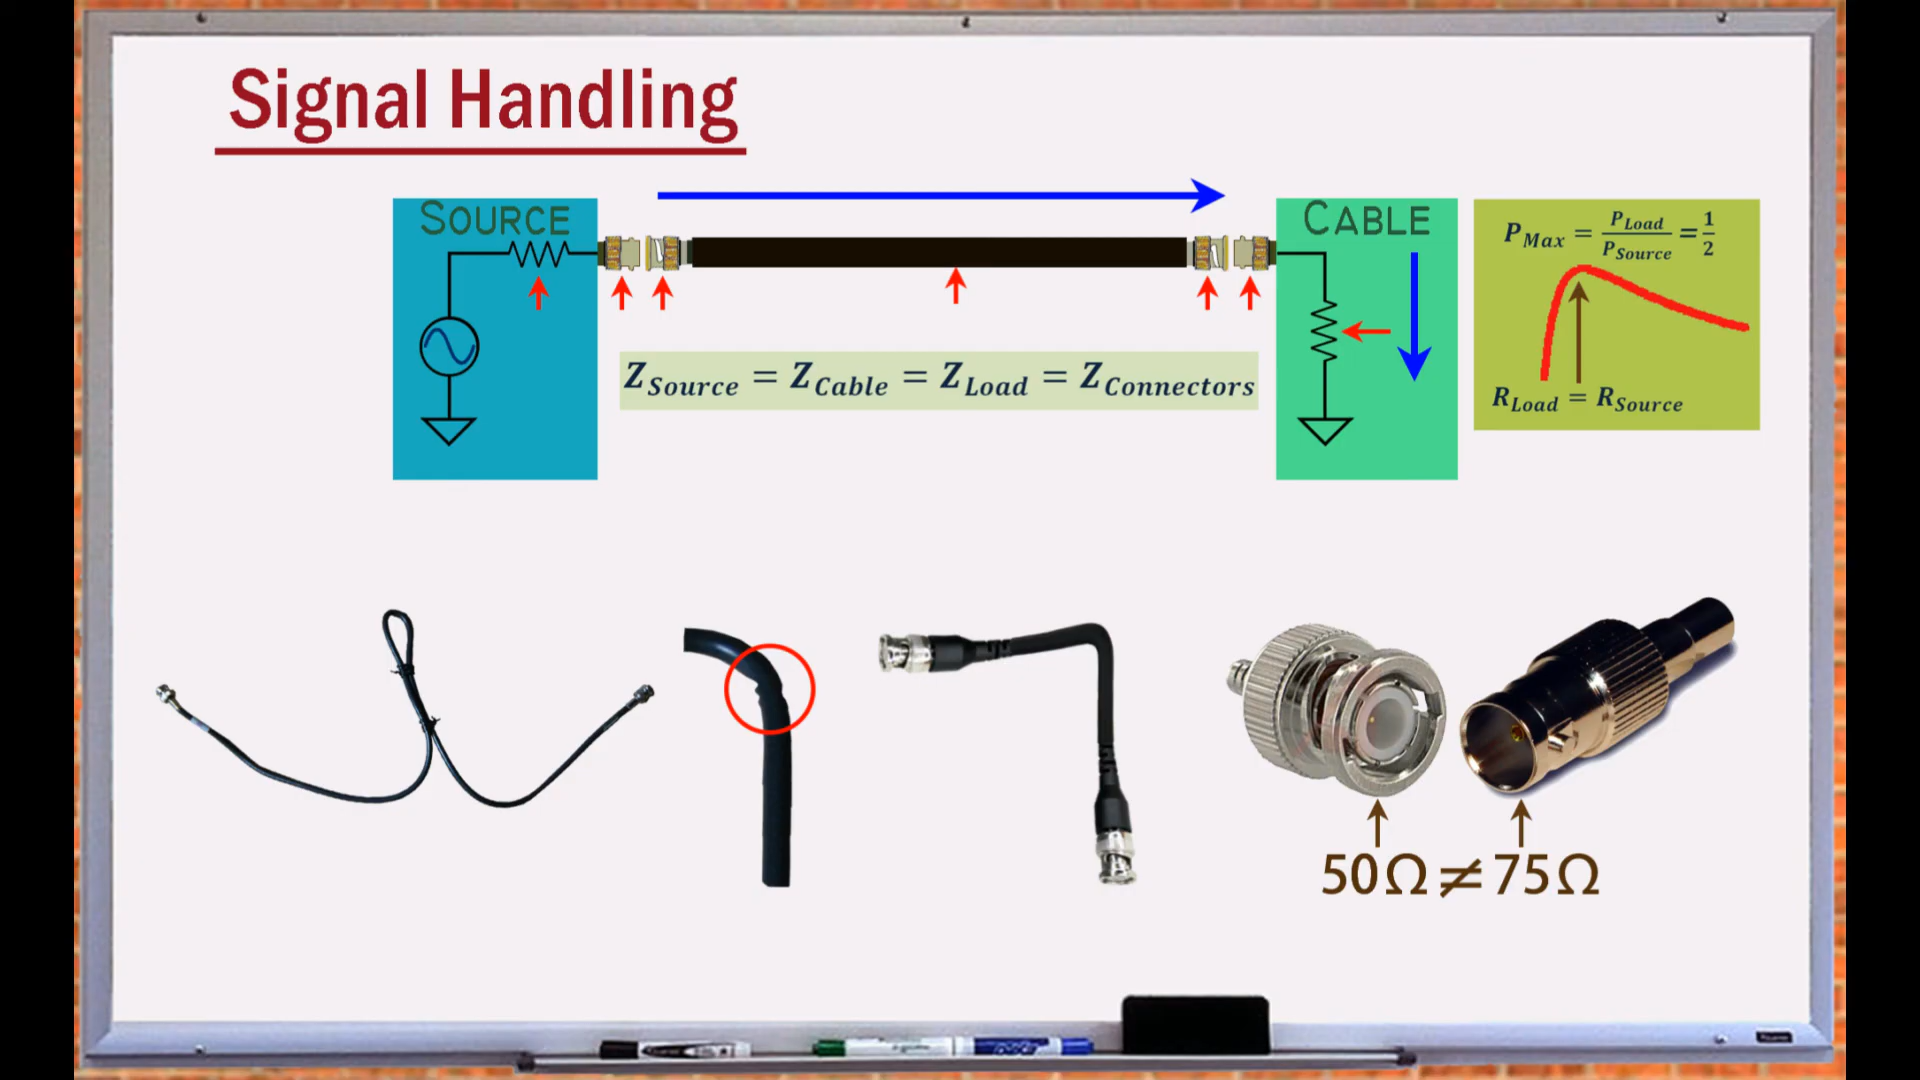 Signal Handling
SOURCE
CABLE
P_Max = P_Load / P_Source = 1/2
Z_Source = Z_Cable = Z_Load = Z_Connectors
R_Load = R_Source
50Ω ≠ 75Ω